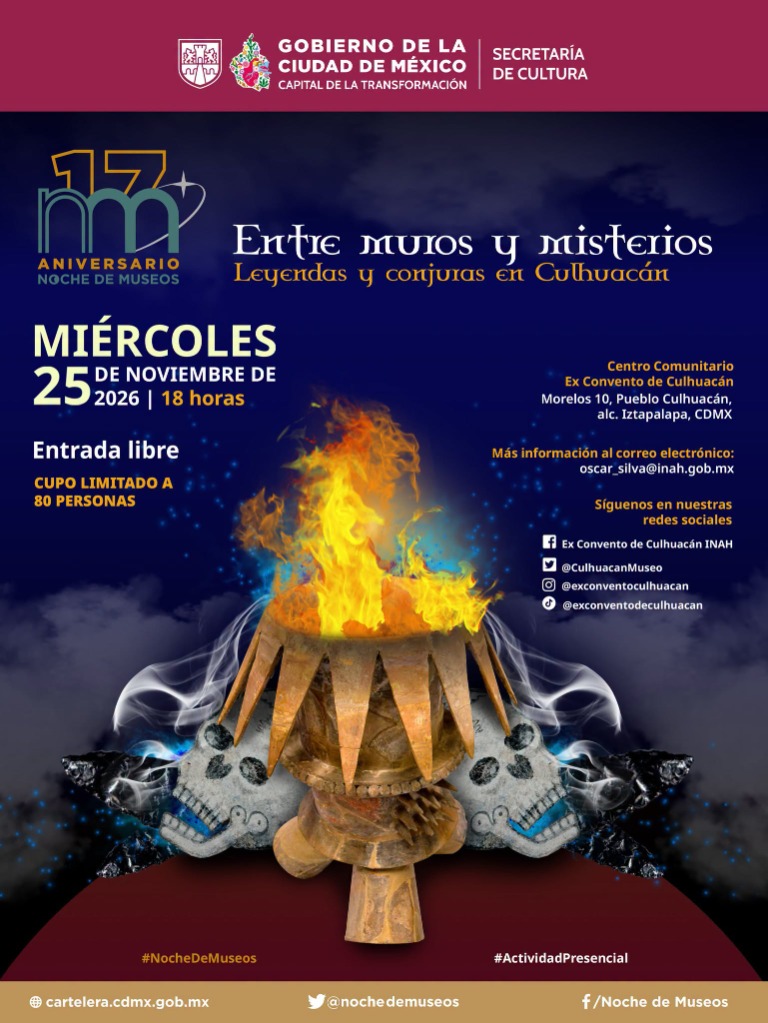 GOBIERNO DE LA
CIUDAD DE MÉXICO
CAPITAL DE LA TRANSFORMACIÓN
SECRETARÍA
DE CULTURA
17
nm
ANIVERSARIO
NOCHE DE MUSEOS
Entre muros y misterios
Leyendas y conjuras en Culhuacán
MIÉRCOLES
25 DE NOVIEMBRE DE
2026 | 18 horas
Entrada libre
CUPO LIMITADO A
80 PERSONAS
Centro Comunitario
Ex Convento de Culhuacán
Morelos 10, Pueblo Culhuacán,
alc. Iztapalapa, CDMX
Más información al correo electrónico:
oscar_silva@inah.gob.mx
Síguenos en nuestras
redes sociales
Ex Convento de Culhuacán INAH
@CulhuacanMuseo
@exconventoculhuacan
@exconventodeculhuacan
#NocheDeMuseos
#ActividadPresencial
cartelera.cdmx.gob.mx
@nochedemuseos
/Noche de Museos